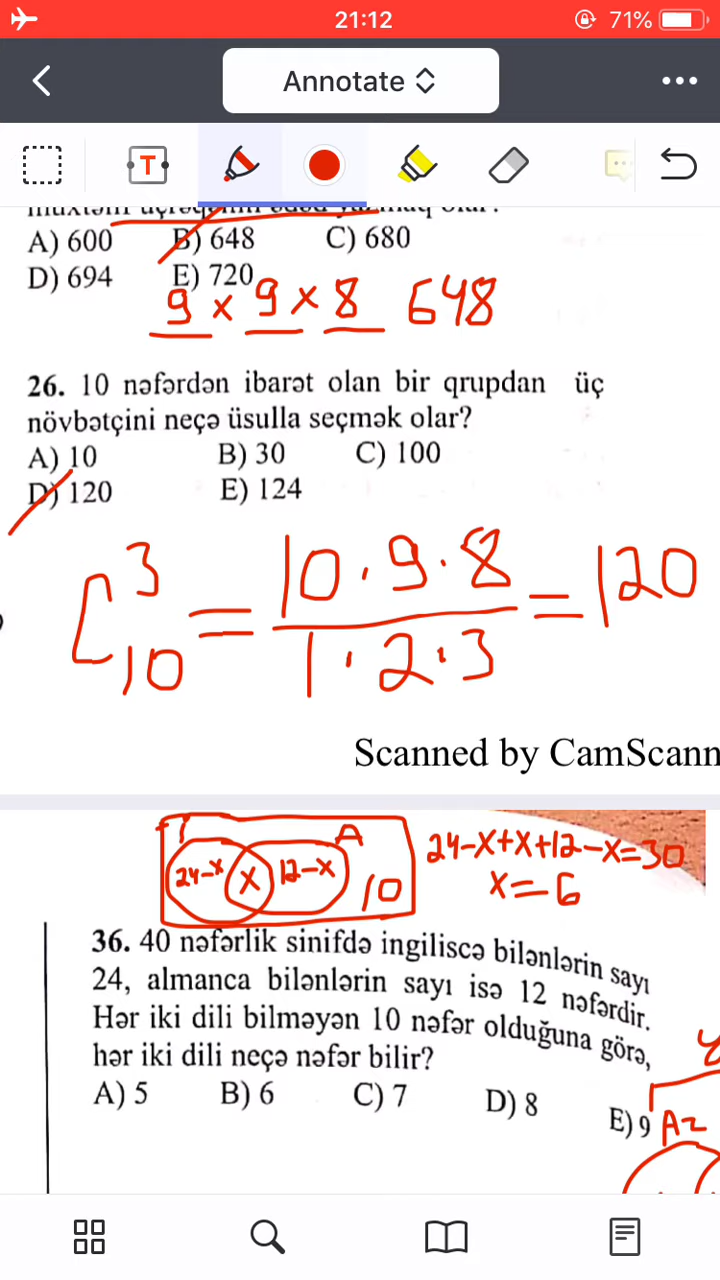 21:12 71%
Annotate
T
A) 600 B) 648 C) 680
D) 694 E) 720
9 × 9 × 8 648
26. 10 nəfərdən ibarət olan bir qrupdan üç
növbətçini neçə üsulla seçmək olar?
A) 10 B) 30 C) 100
D) 120 E) 124
C₁₀³ = 10·9·8 / 1·2·3 = 120
Scanned by CamScann
A
24-x x 12-x 10
24-x+x+12-x=30
x=6
36. 40 nəfərlik sinifdə ingiliscə bilənlərin sayı
24, almanca bilənlərin sayı isə 12 nəfərdir.
Hər iki dili bilməyən 10 nəfər olduğuna görə,
hər iki dili neçə nəfər bilir?
A) 5 B) 6 C) 7 D) 8 E) 9
Az